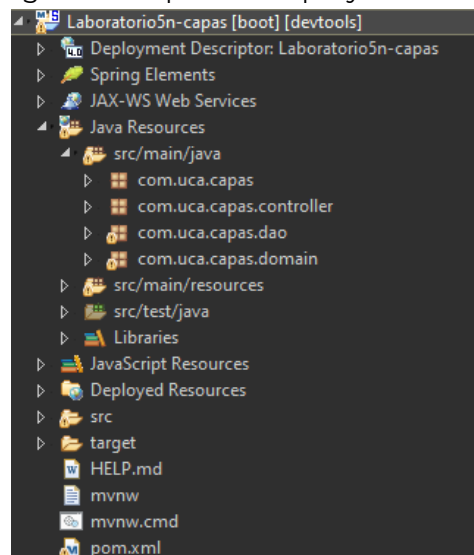 Laboratorio5n-capas [boot] [devtools]
Deployment Descriptor: Laboratorio5n-capas
Spring Elements
JAX-WS Web Services
Java Resources
src/main/java
com.uca.capas
com.uca.capas.controller
com.uca.capas.dao
com.uca.capas.domain
src/main/resources
src/test/java
Libraries
JavaScript Resources
Deployed Resources
src
target
HELP.md
mvnw
mvnw.cmd
pom.xml